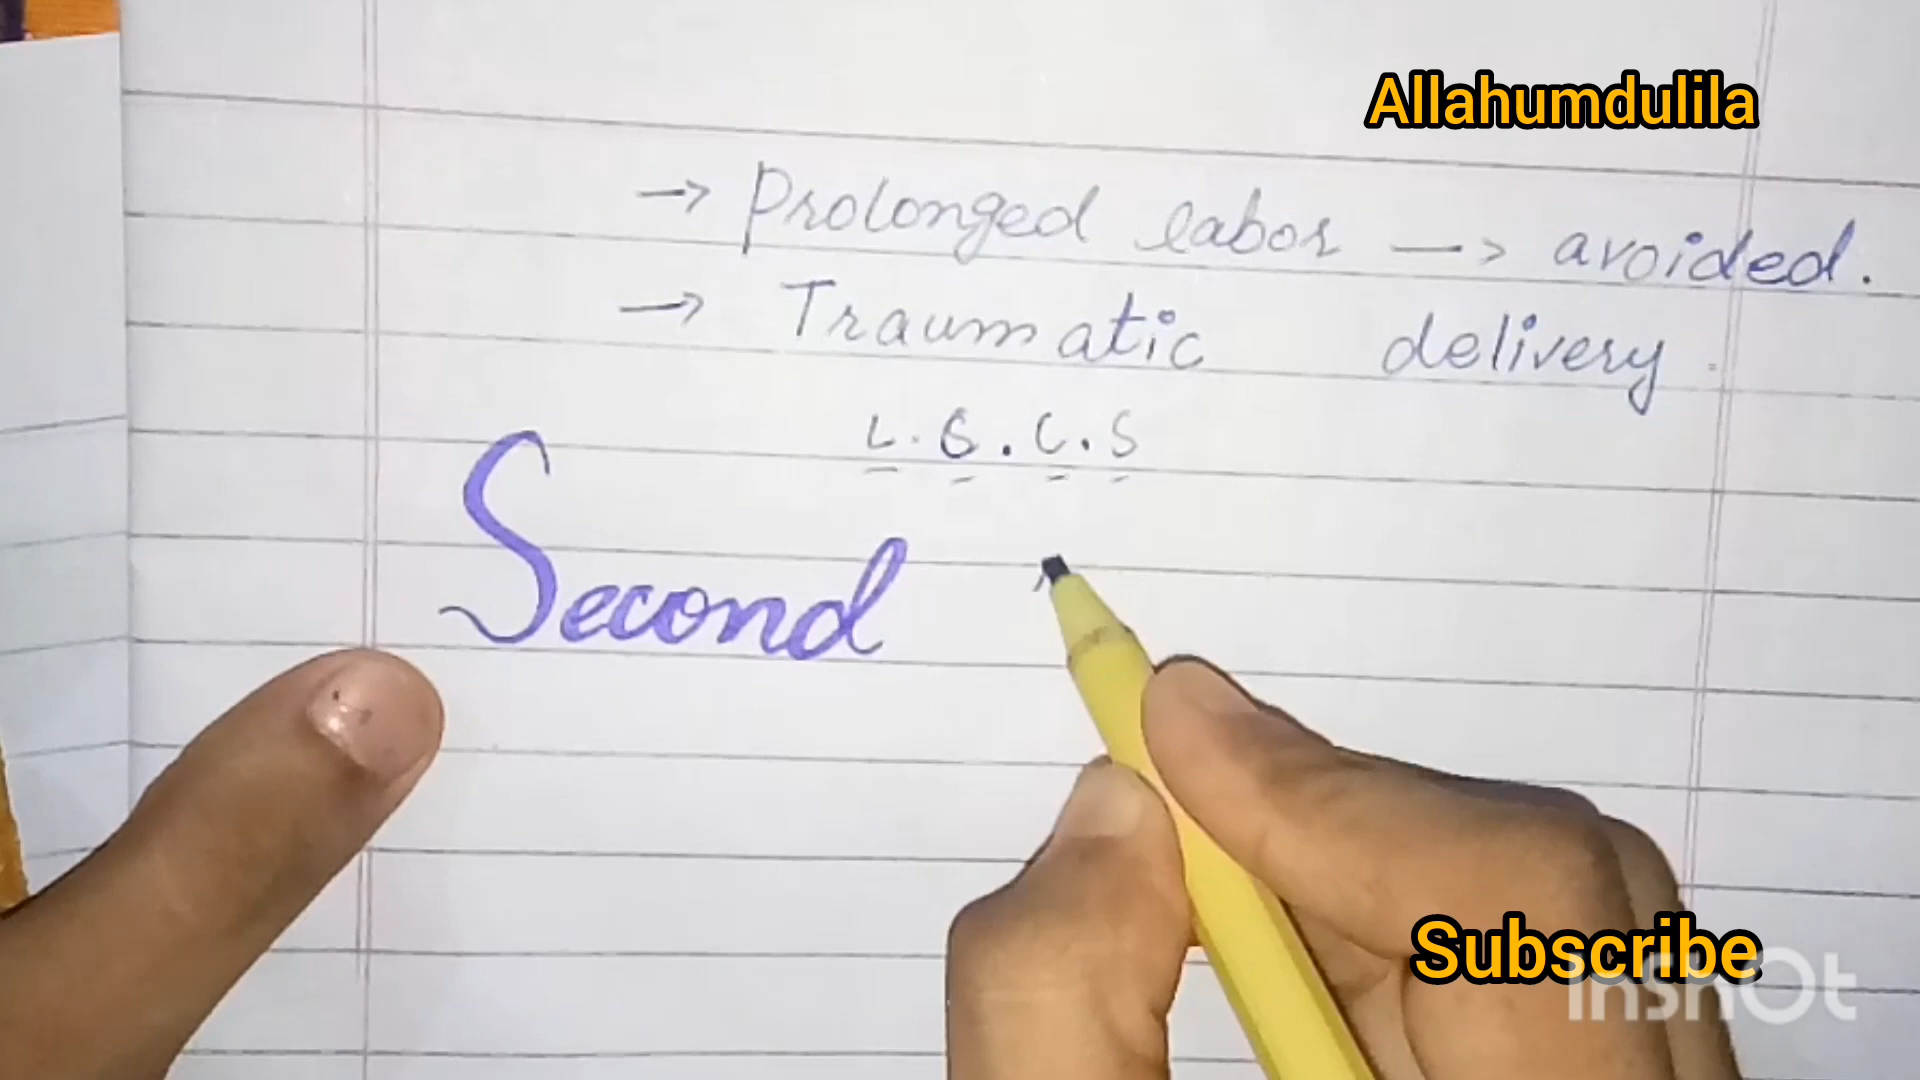 Allahumdulila
→ Prolonged labor → avoided.
→ Traumatic delivery.
L.S.C.S
Second
Subscribe
InShOt